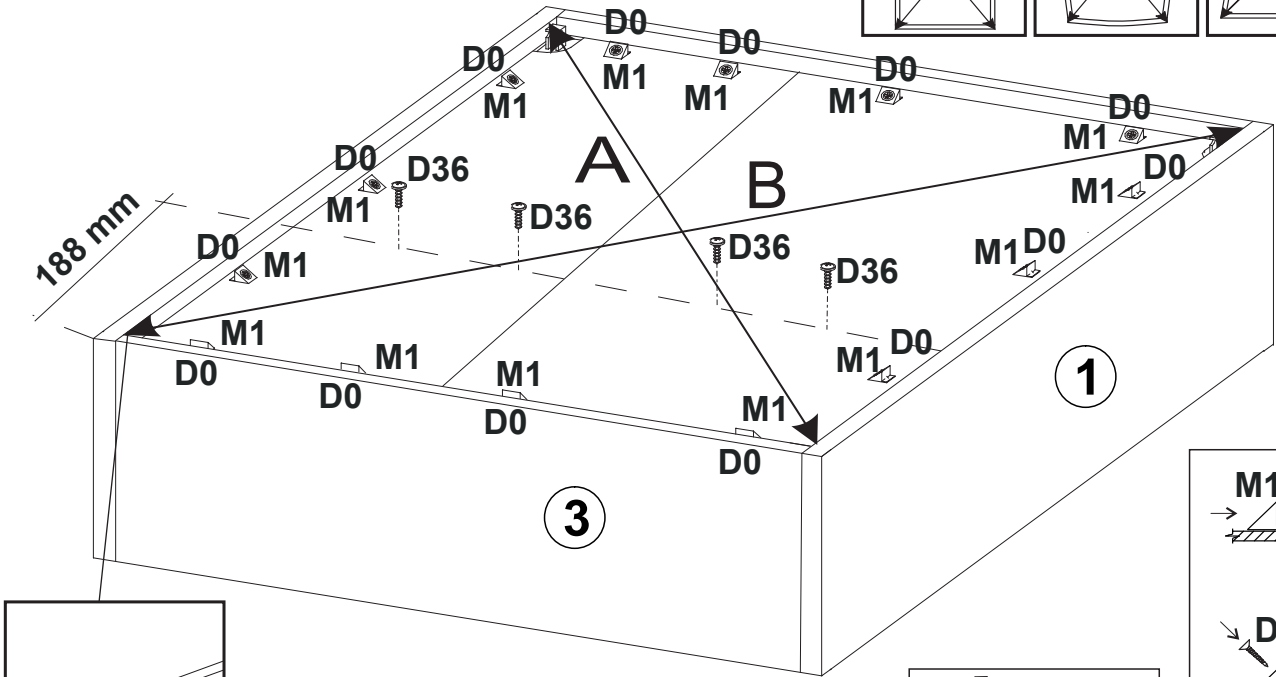 D0
D0 D0
M1 M1 D0
M1 M1 M1 D0
A M1
D0 D36 B D0
M1 D36 M1
188 mm
D0 M1 D36 D36 M1 D0
M1 M1 D0
D0 M1 M1 1
D0 D0 M1
D0
3
M1
D